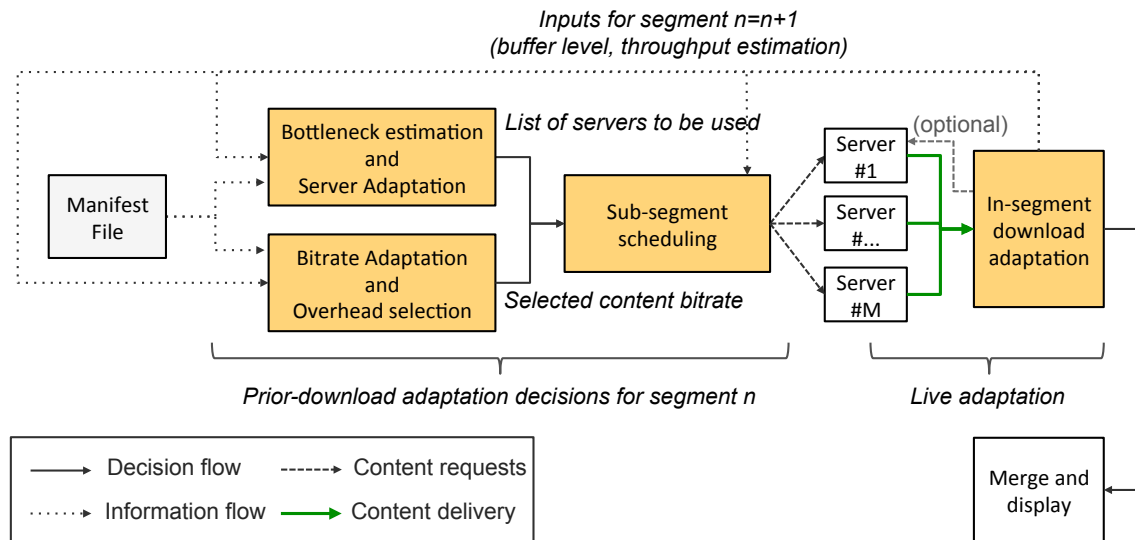 Inputs for segment n=n+1
(buffer level, throughput estimation)
Bottleneck estimation
and
Server Adaptation
List of servers to be used
(optional)
Server
#1
Manifest
File
Sub-segment
scheduling
Server
#...
In-segment
download
adaptation
Bitrate Adaptation
and
Overhead selection
Selected content bitrate
Server
#M
Prior-download adaptation decisions for segment n
Live adaptation
Decision flow
Content requests
Information flow
Content delivery
Merge and
display